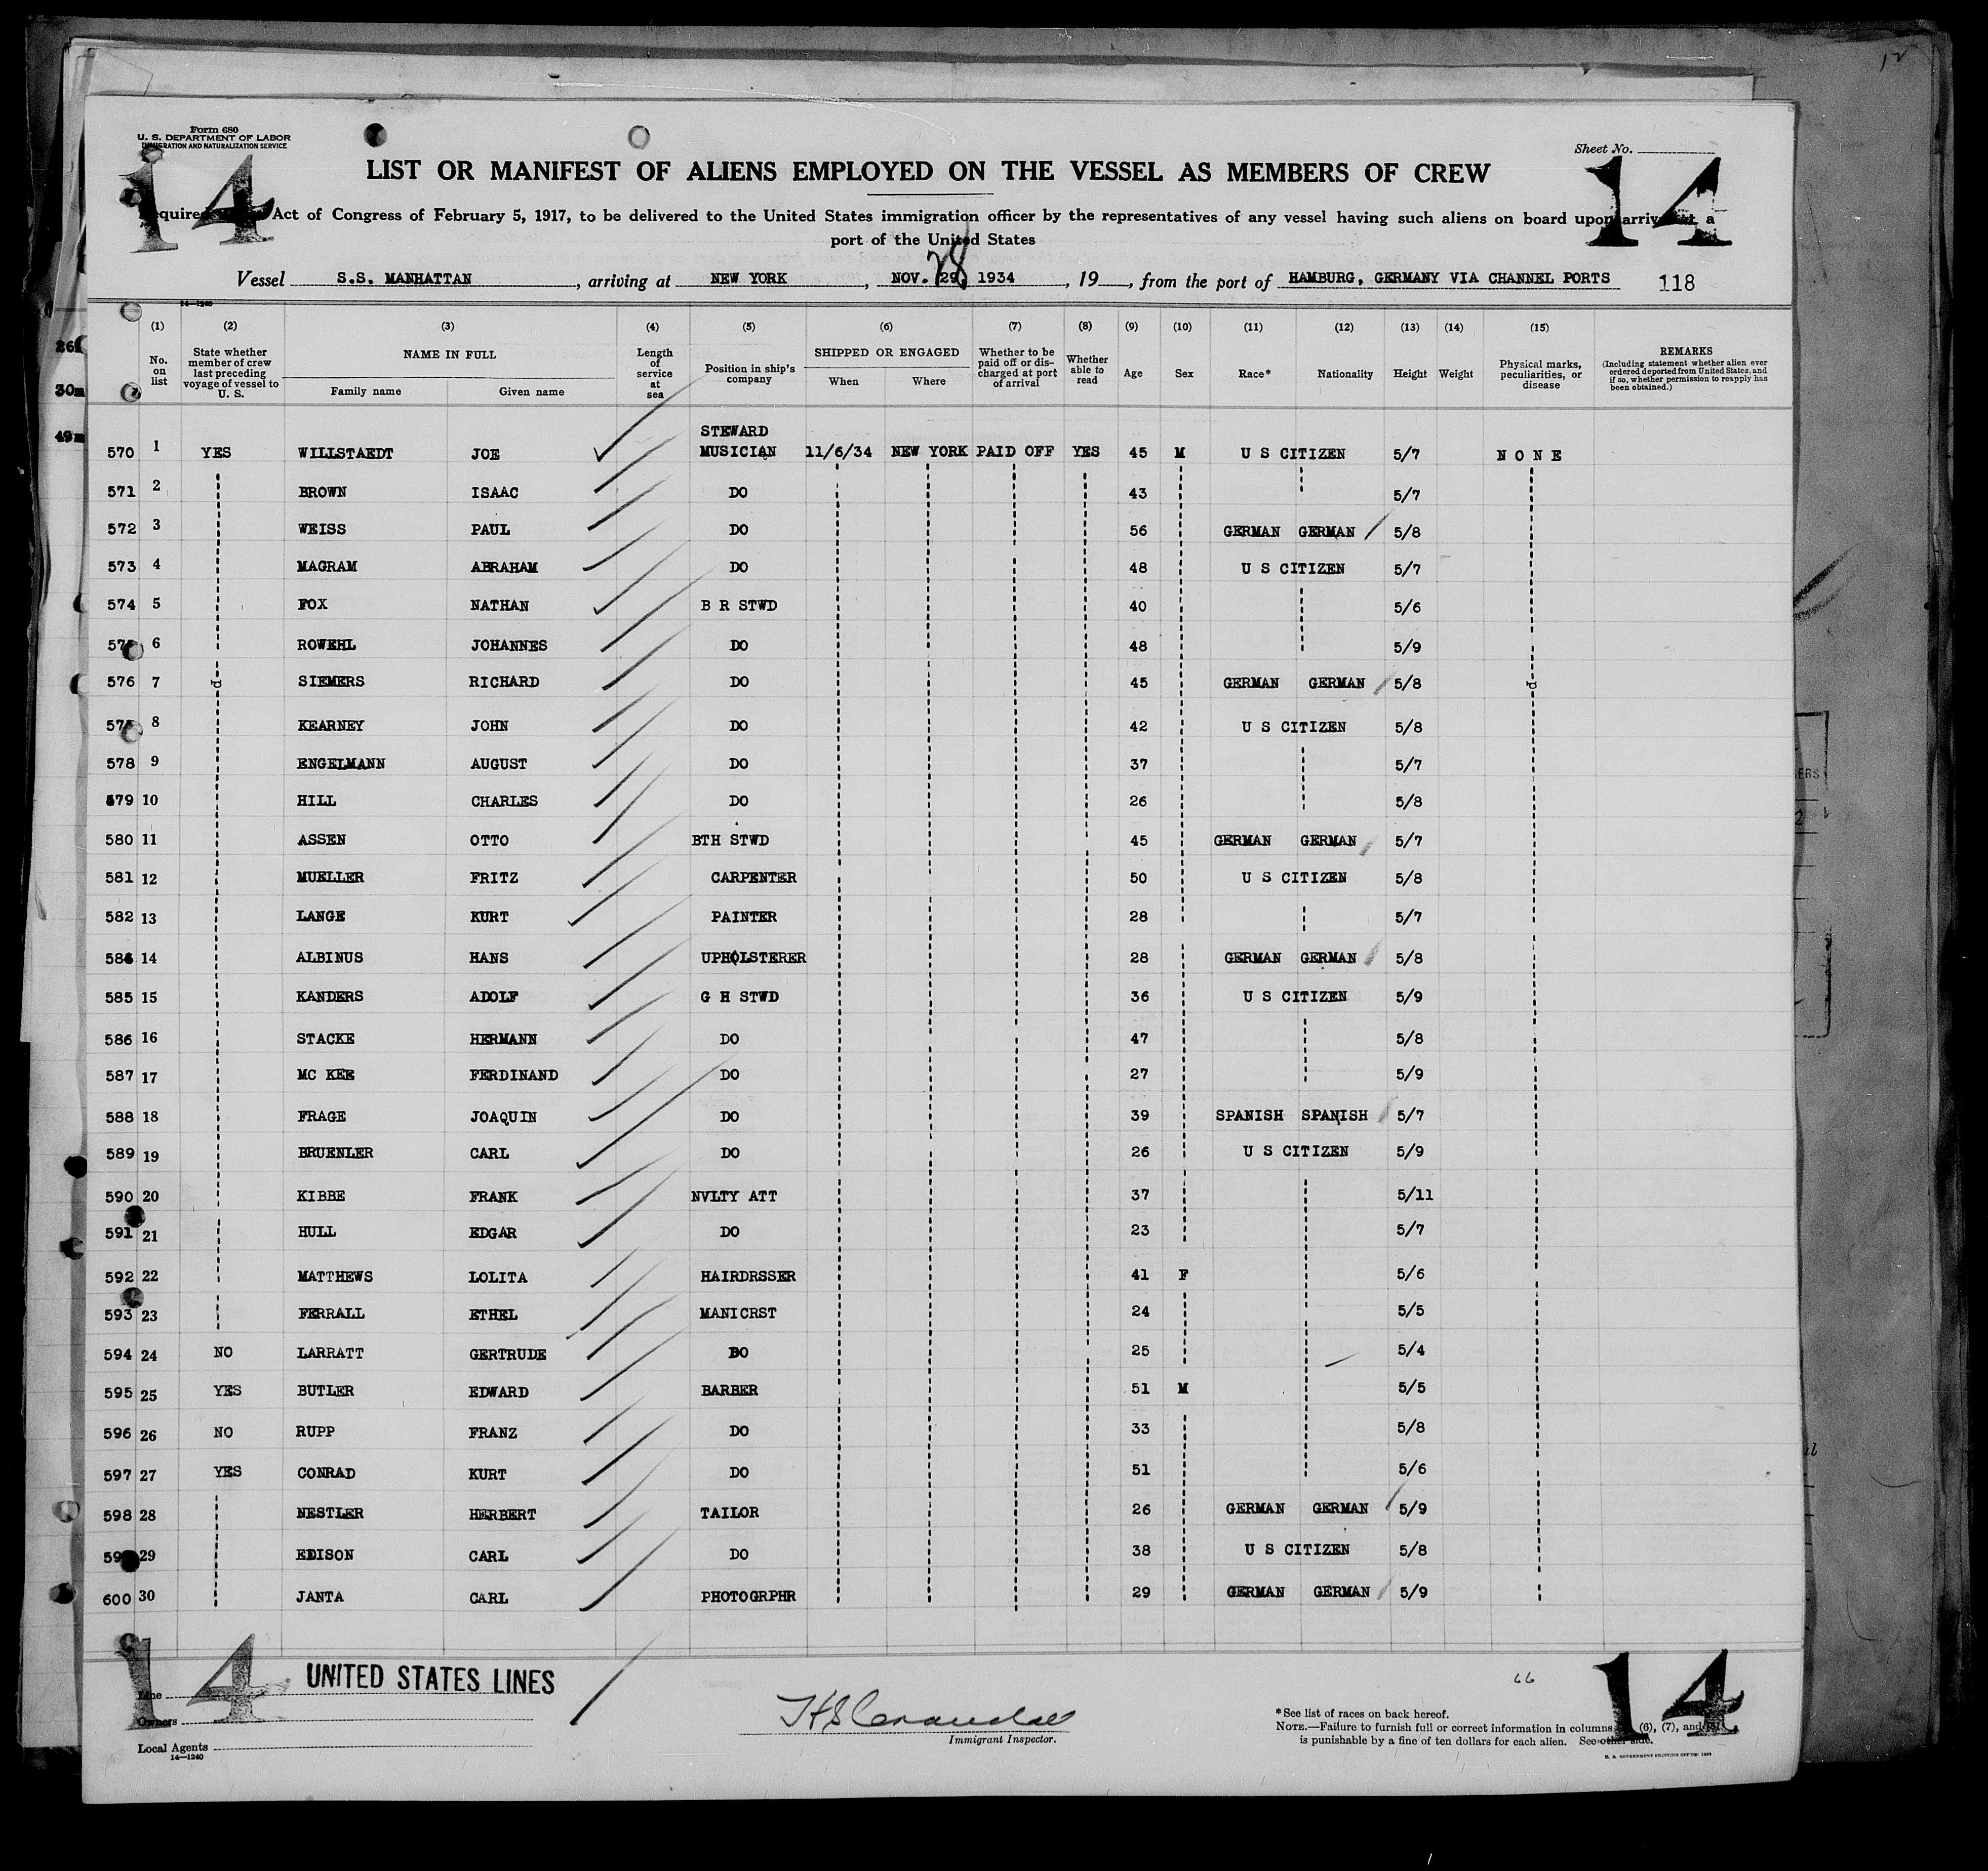 12
Form 680
U. S. DEPARTMENT OF LABOR
IMMIGRATION AND NATURALIZATION SERVICE
14
14
Sheet No.
LIST OR MANIFEST OF ALIENS EMPLOYED ON THE VESSEL AS MEMBERS OF CREW
Act of Congress of February 5, 1917, to be delivered to the United States immigration officer by the representatives of any vessel having such aliens on board upon a
port of the United States
28
Vessel S.S. MANHATTAN, arriving at NEW YORK, NOV. 29, 1934, 19, from the port of HAMBURG, GERMANY VIA CHANNEL PORTS 118
14—1240
(1) (2) (3) (4) (5) (6) (7) (8) (9) (10) (11) (12) (13) (14) (15)
No. on list
State whether member of crew last preceding voyage of vessel to U. S.
NAME IN FULL
Family name Given name
Length of service at sea
Position in ship's company
SHIPPED OR ENGAGED
When Where
Whether to be paid off or discharged at port of arrival
Whether able to read
Age Sex Race* Nationality Height Weight
Physical marks, peculiarities, or disease
REMARKS
(Including statement whether alien ever ordered deported from United States, and if so, whether permission to reapply has been obtained.)
30m
49m
STEWARD
570 1 YES WILLSTAEDT JOE MUSICIAN 11/6/34 NEW YORK PAID OFF YES 45 M U S CITIZEN 5/7 NONE
571 2 BROWN ISAAC DO 43 5/7
572 3 WEISS PAUL DO 56 GERMAN GERMAN 5/8
573 4 MAGRAM ABRAHAM DO 48 U S CITIZEN 5/7
574 5 FOX NATHAN B R STWD 40 5/6
6 ROWEHL JOHANNES DO 48 5/9
576 7 SIEMERS RICHARD DO 45 GERMAN GERMAN 5/8
8 KEARNEY JOHN DO 42 U S CITIZEN 5/8
578 9 ENGELMANN AUGUST DO 37 5/7
579 10 HILL CHARLES DO 26 5/8
580 11 ASSEN OTTO BTH STWD 45 GERMAN GERMAN 5/7
581 12 MUELLER FRITZ CARPENTER 50 U S CITIZEN 5/8
582 13 LANGE KURT PAINTER 28 5/7
14 ALBINUS HANS UPHOLSTERER 28 GERMAN GERMAN 5/8
585 15 KANDERS ADOLF G H STWD 36 U S CITIZEN 5/9
586 16 STACKE HERMANN DO 47 5/8
587 17 MC KEE FERDINAND DO 27 5/9
588 18 FRAGE JOAQUIN DO 39 SPANISH SPANISH 5/7
589 19 BRUENLER CARL DO 26 U S CITIZEN 5/9
590 20 KIBBE FRANK NVLTY ATT 37 5/11
591 21 HULL EDGAR DO 23 5/7
592 22 MATTHEWS LOLITA HAIRDRSSER 41 F 5/6
593 23 FERRALL ETHEL MANICRST 24 5/5
594 24 NO LARRATT GERTRUDE DO 25 5/4
595 25 YES BUTLER EDWARD BARBER 51 M 5/5
596 26 NO RUPP FRANZ DO 33 5/8
597 27 YES CONRAD KURT DO 51 5/6
598 28 NESTLER HERBERT TAILOR 26 GERMAN GERMAN 5/9
29 EDISON CARL DO 38 U S CITIZEN 5/8
600 30 JANTA CARL PHOTOGRPHR 29 GERMAN GERMAN 5/9
14
14
UNITED STATES LINES
Line
Owners
Local Agents
14—1240
Immigrant Inspector.
66
*See list of races on back hereof.
NOTE.—Failure to furnish full or correct information in columns (6), (7), and
is punishable by a fine of ten dollars for each alien. See other side.